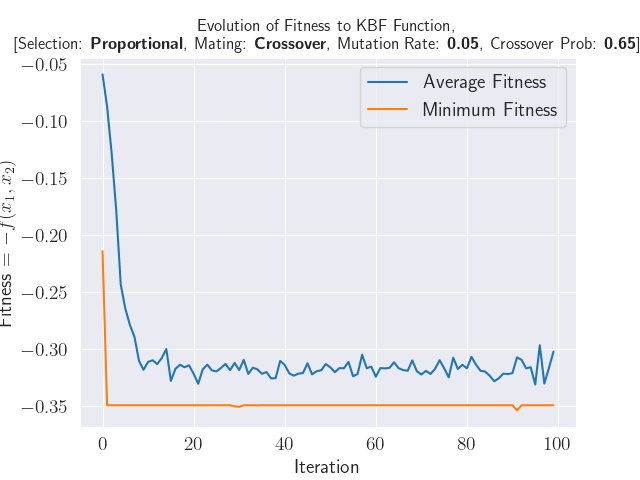 Evolution of Fitness to KBF Function,
[Selection: Proportional, Mating: Crossover, Mutation Rate: 0.05, Crossover Prob: 0.65]
Average Fitness
Minimum Fitness
Fitness = −f(x₁, x₂)
−0.05
−0.10
−0.15
−0.20
−0.25
−0.30
−0.35
0 20 40 60 80 100
Iteration